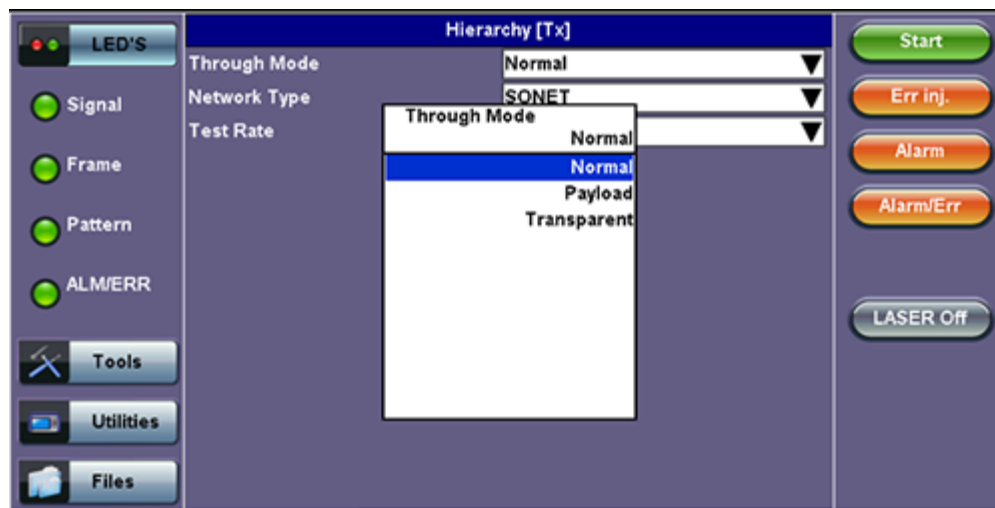 LED'S
Signal
Frame
Pattern
ALM/ERR
Tools
Utilities
Files
Hierarchy [Tx]
Through Mode Normal
Network Type SONET
Test Rate
Through Mode
Normal
Normal
Payload
Transparent
Start
Err inj.
Alarm
Alarm/Err
LASER Off